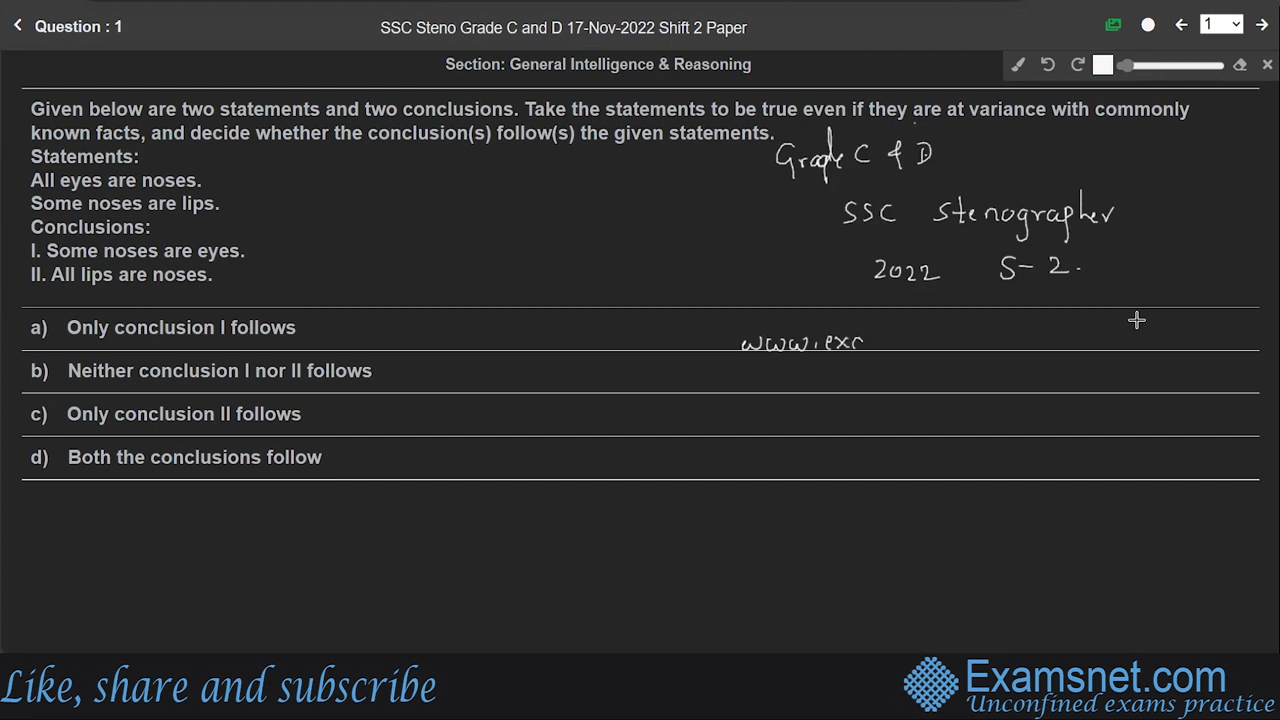 Question : 1
SSC Steno Grade C and D 17-Nov-2022 Shift 2 Paper
1
Section: General Intelligence & Reasoning
Given below are two statements and two conclusions. Take the statements to be true even if they are at variance with commonly
known facts, and decide whether the conclusion(s) follow(s) the given statements.
Statements:
Grade C & D
All eyes are noses.
Some noses are lips.
SSC Stenographer
Conclusions:
I. Some noses are eyes.
II. All lips are noses.
2022 S-2.
a) Only conclusion I follows
www.exa
b) Neither conclusion I nor II follows
c) Only conclusion II follows
d) Both the conclusions follow
Like, share and subscribe
Examsnet.com
Unconfined exams practice